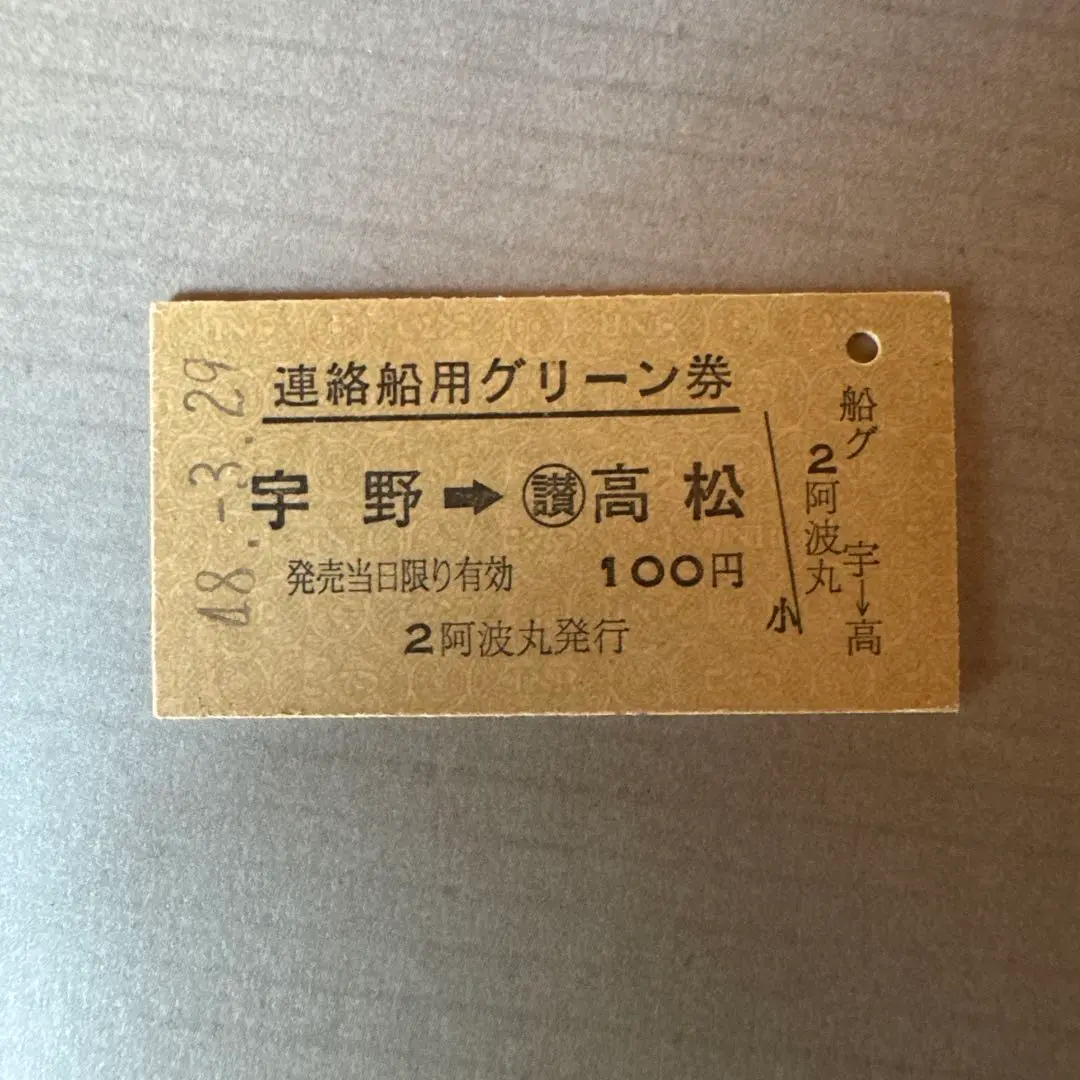 連絡船用グリーン券
宇野➡㊥讃高松
発売当日限り有効 100円
2阿波丸発行
48.-3.29
小
船グ
2阿波丸
宇→高